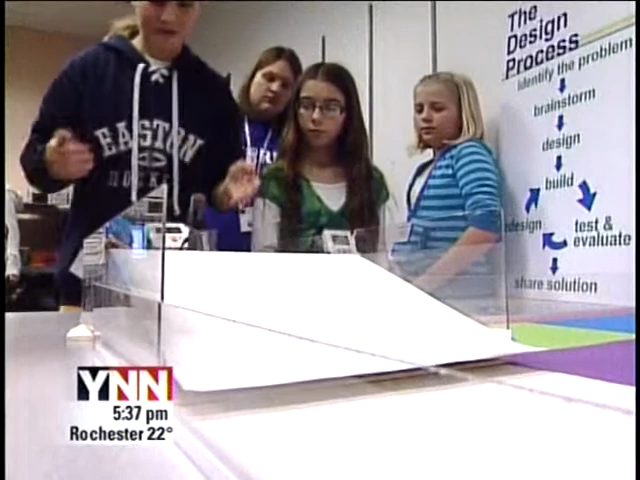 The
Design
Process
identify the problem
brainstorm
design
build
redesign
test &
evaluate
share solution
EASTON
HOCKEY
YNN
5:37 pm
Rochester 22°